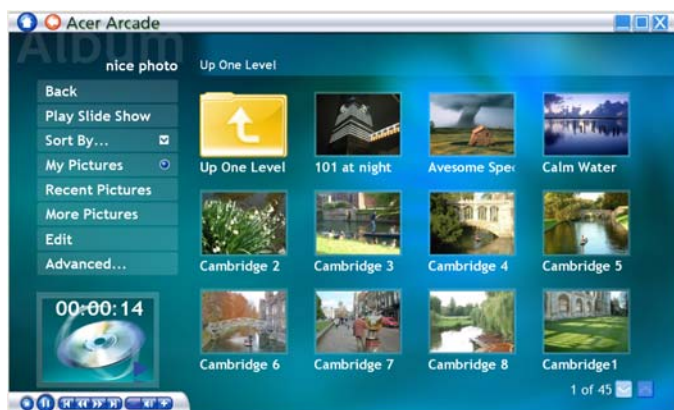 Acer Arcade
Album
nice photo
Up One Level
Back
Play Slide Show
Sort By...
My Pictures
Recent Pictures
More Pictures
Edit
Advanced...
00:00:14
Up One Level
101 at night
Avesome Spec
Calm Water
Cambridge 2
Cambridge 3
Cambridge 4
Cambridge 5
Cambridge 6
Cambridge 7
Cambridge 8
Cambridge1
1 of 45